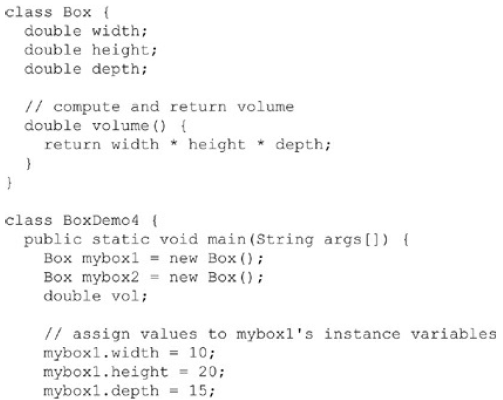 class Box {
  double width;
  double height;
  double depth;

  // compute and return volume
  double volume() {
    return width * height * depth;
  }
}

class BoxDemo4 {
  public static void main(String args[]) {
    Box mybox1 = new Box();
    Box mybox2 = new Box();
    double vol;

    // assign values to mybox1's instance variables
    mybox1.width = 10;
    mybox1.height = 20;
    mybox1.depth = 15;